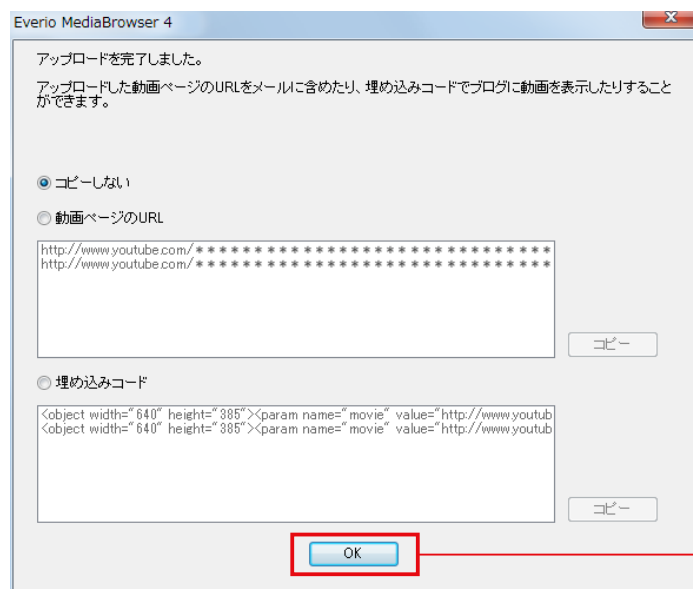 Everio MediaBrowser 4
アップロードを完了しました。
アップロードした動画ページのURLをメールに含めたり、埋め込みコードでブログに動画を表示したりすること
ができます。
コピーしない
動画ページのURL
http://www.youtube.com/＊＊＊＊＊＊＊＊＊＊＊＊＊＊＊＊＊＊＊＊＊＊＊＊＊＊＊＊
http://www.youtube.com/＊＊＊＊＊＊＊＊＊＊＊＊＊＊＊＊＊＊＊＊＊＊＊＊＊＊＊＊
コピー
埋め込みコード
<object width="640" height="385"><param name="movie" value="http://www.youtub
<object width="640" height="385"><param name="movie" value="http://www.youtub
コピー
OK